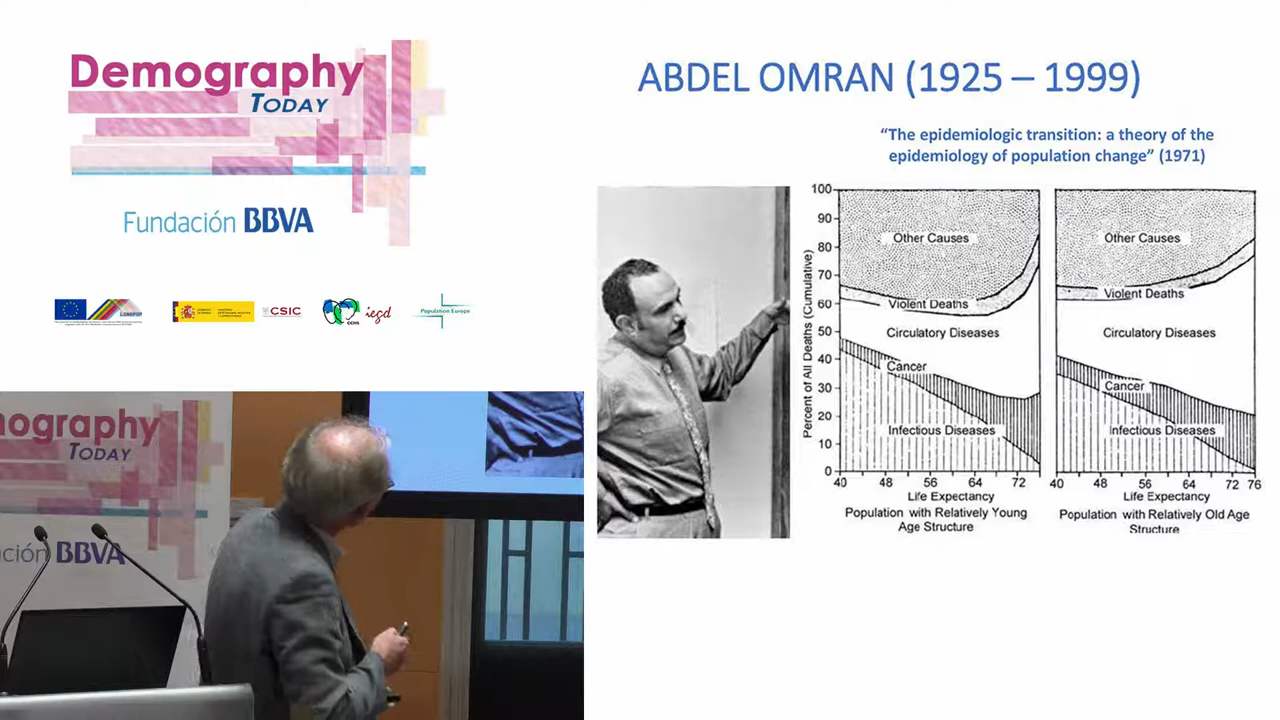 Demography
TODAY
Fundación BBVA
LONGPOP
CSIC
CCHS
iegd
Population Europe
ABDEL OMRAN (1925 – 1999)
“The epidemiologic transition: a theory of the
epidemiology of population change” (1971)
Percent of All Deaths (Cumulative)
100
90
80
70
60
50
40
30
20
10
0
Other Causes
Violent Deaths
Circulatory Diseases
Cancer
Infectious Diseases
40 48 56 64 72
Life Expectancy
Population with Relatively Young
Age Structure
Other Causes
Violent Deaths
Circulatory Diseases
Cancer
Infectious Diseases
40 48 56 64 72 76
Life Expectancy
Population with Relatively Old Age
Structure
nography
TODAY
ción BBVA